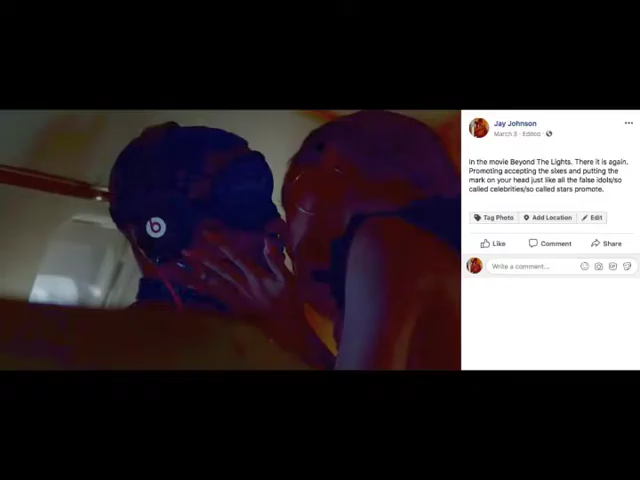 Jay Johnson
March 3 · Edited ·
In the movie Beyond The Lights. There it is again.
Promoting accepting the sixes and putting the
mark on your head just like all the false idols/so
called celebrities/so called stars promote.
Tag Photo Add Location Edit
Like Comment Share
Write a comment...
b